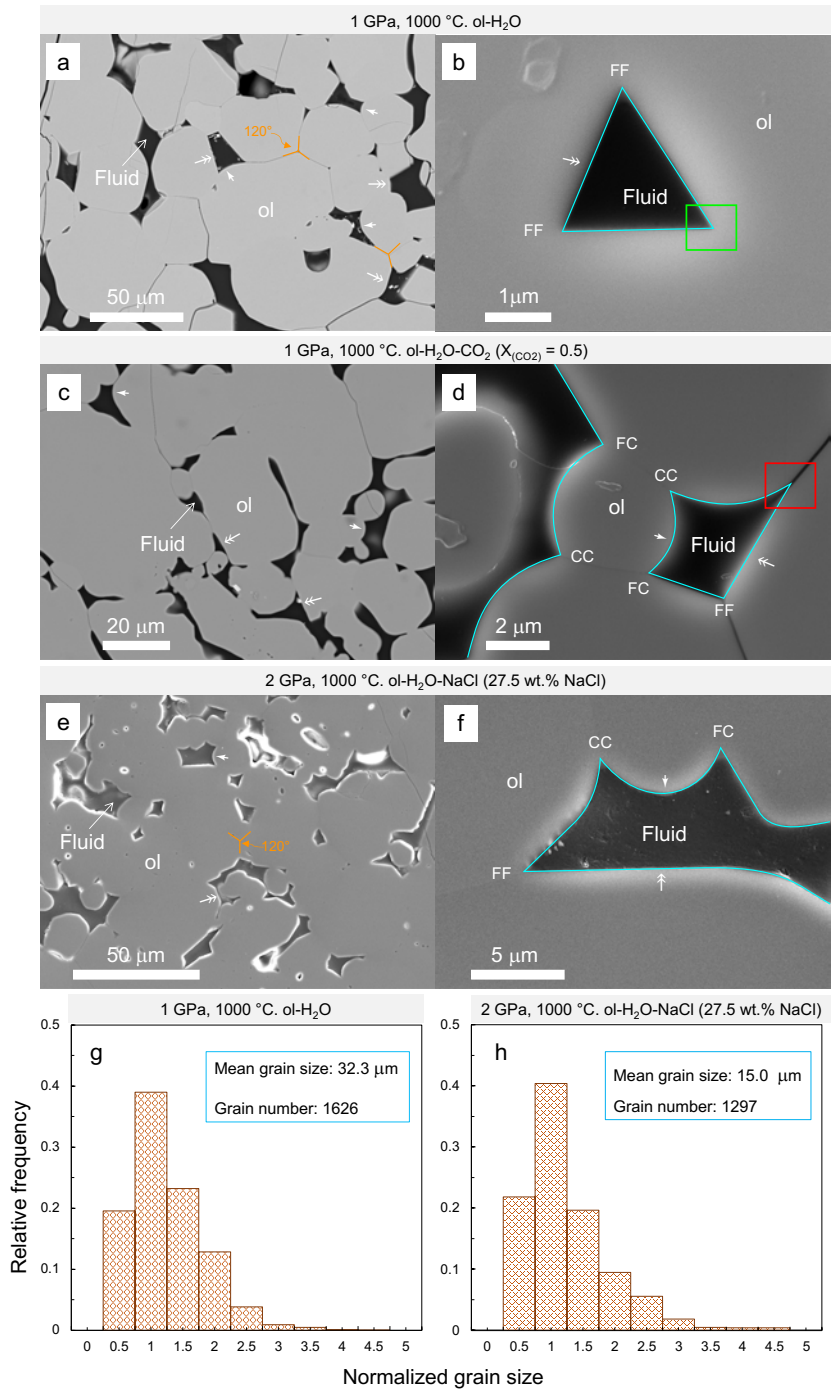 1 GPa, 1000 °C. ol-H₂O
a
120°
Fluid
ol
50 μm
b
FF
ol
Fluid
FF
1μm
1 GPa, 1000 °C. ol-H₂O-CO₂ (X(CO2) = 0.5)
c
ol
Fluid
20 μm
d
FC
CC
ol
Fluid
CC
FC
FF
2 μm
2 GPa, 1000 °C. ol-H₂O-NaCl (27.5 wt.% NaCl)
e
Fluid
120°
ol
50 μm
f
CC
FC
ol
Fluid
FF
5 μm
1 GPa, 1000 °C. ol-H₂O
g
Mean grain size: 32.3 μm
Grain number: 1626
0.5
0.4
0.3
0.2
0.1
0
0 0.5 1 1.5 2 2.5 3 3.5 4 4.5 5
Relative frequency
2 GPa, 1000 °C. ol-H₂O-NaCl (27.5 wt.% NaCl)
h
Mean grain size: 15.0 μm
Grain number: 1297
0.5
0.4
0.3
0.2
0.1
0
0 0.5 1 1.5 2 2.5 3 3.5 4 4.5 5
Normalized grain size